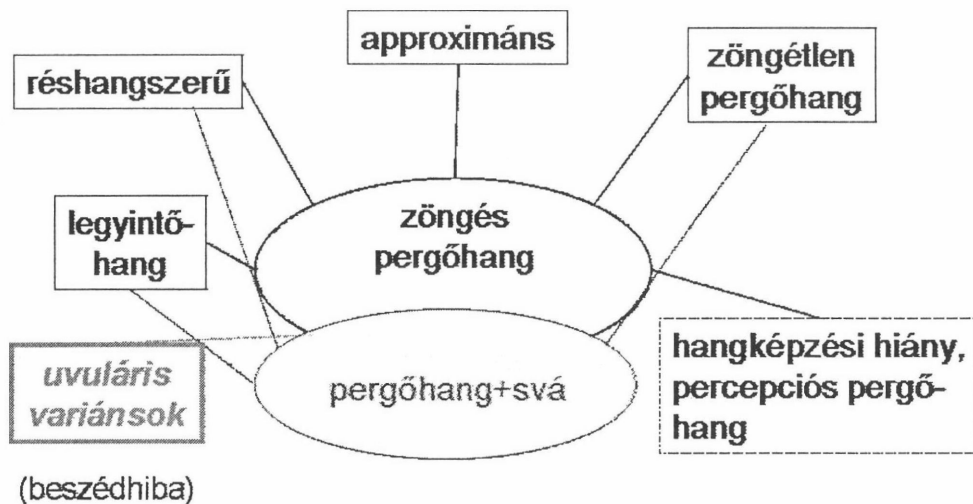 approximáns
réshangszerű
zöngétlen
pergőhang
legyintő-
hang
zöngés
pergőhang
uvuláris
variánsok
pergőhang+svá
hangképzési hiány,
percepciós pergő-
hang
(beszédhiba)